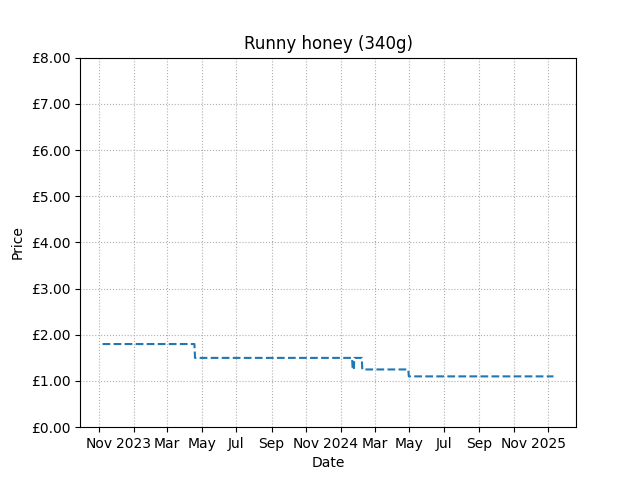 Runny honey (340g)
£8.00
£7.00
£6.00
£5.00
£4.00
£3.00
£2.00
£1.00
£0.00
Price
Nov 2023 Mar May Jul Sep Nov 2024 Mar May Jul Sep Nov 2025
Date